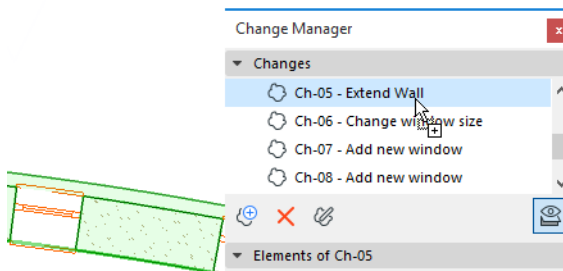 Change Manager
x
Changes
Ch-05 - Extend Wall
Ch-06 - Change window size
Ch-07 - Add new window
Ch-08 - Add new window
Elements of Ch-05